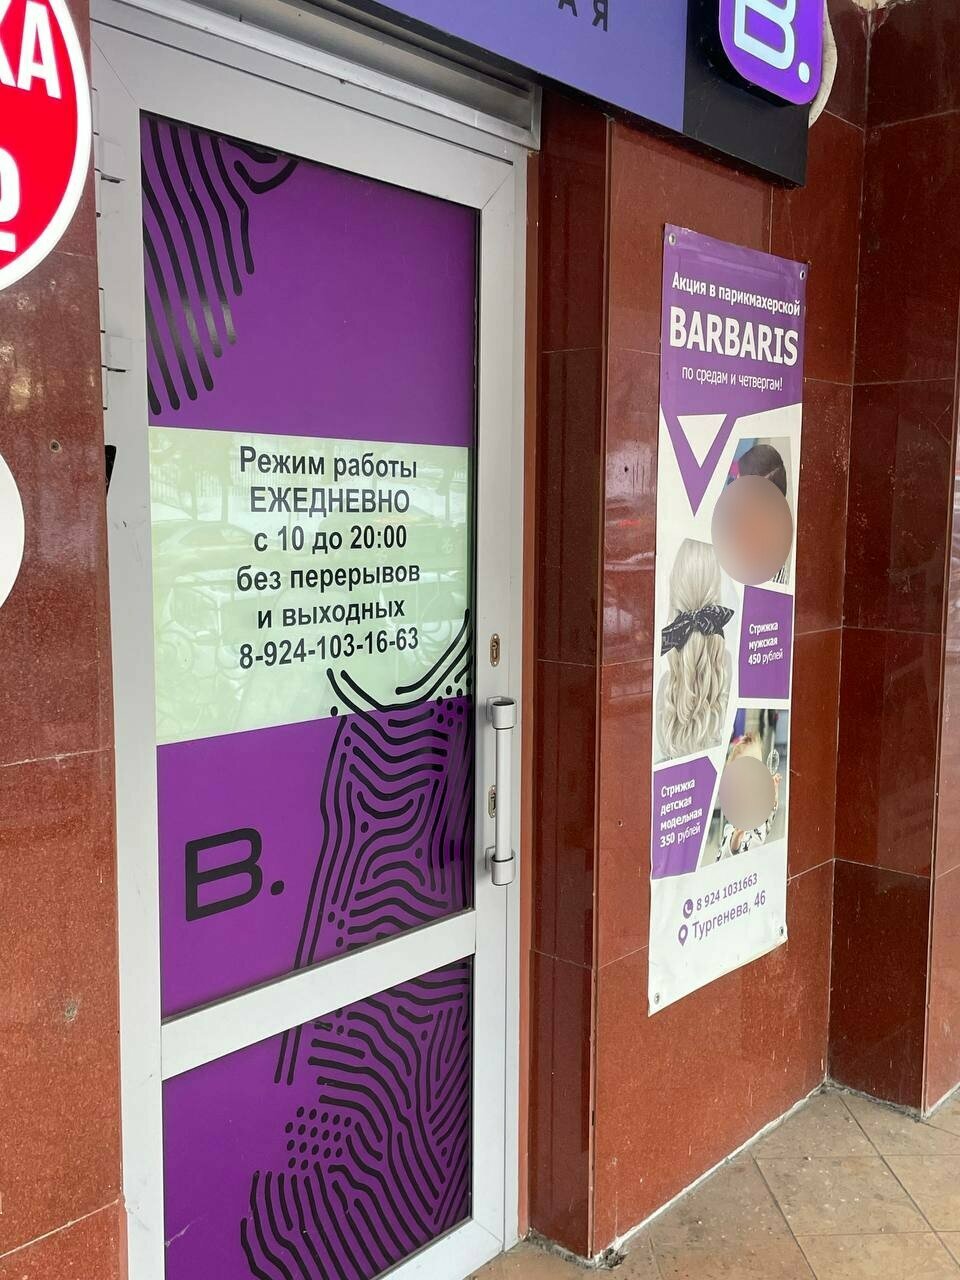 B.
Режим работы
ЕЖЕДНЕВНО
с 10 до 20:00
без перерывов
и выходных
8-924-103-16-63
B.
Акция в парикмахерской
BARBARIS
по средам и четвергам!
Стрижка
мужская
450 рублей
Стрижка
детская
модельная
350 рублей
8 924 1031663
Тургенева, 46